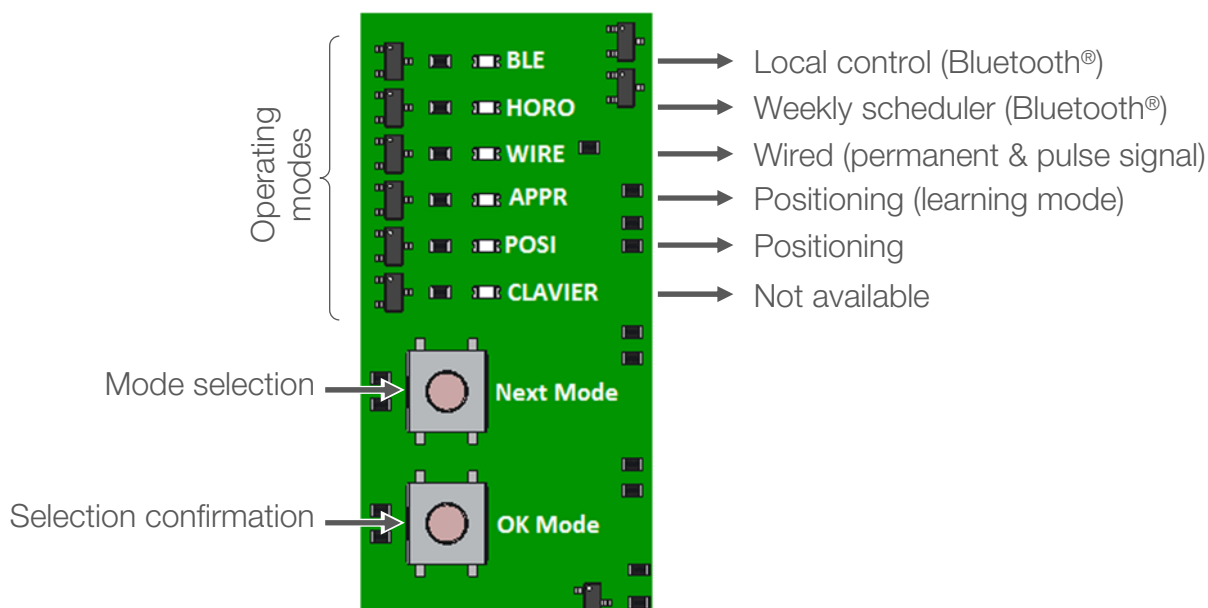 Operating
modes
BLE
Local control (Bluetooth®)
HORO
Weekly scheduler (Bluetooth®)
WIRE
Wired (permanent & pulse signal)
APPR
Positioning (learning mode)
POSI
Positioning
CLAVIER
Not available
Mode selection
Next Mode
Selection confirmation
OK Mode